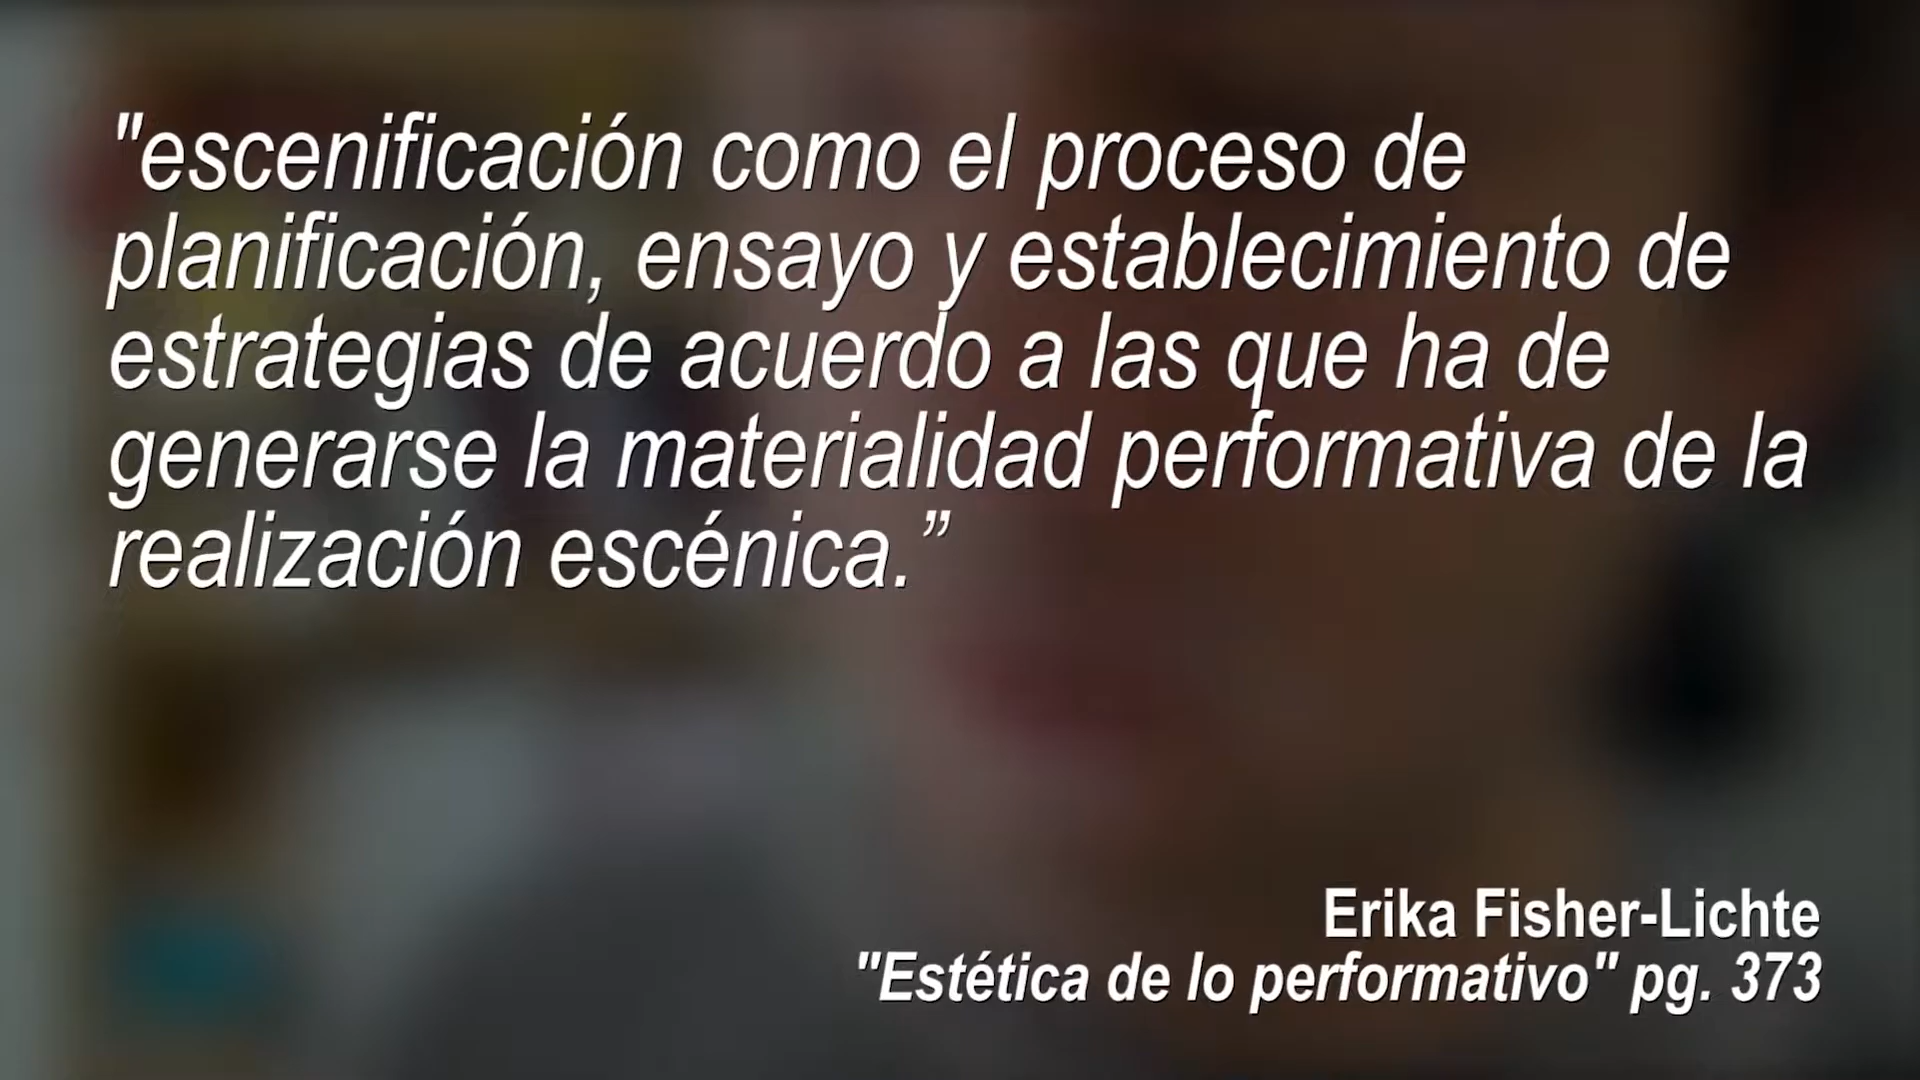 "escenificación como el proceso de
planificación, ensayo y establecimiento de
estrategias de acuerdo a las que ha de
generarse la materialidad performativa de la
realización escénica.”
Erika Fisher-Lichte
"Estética de lo performativo" pg. 373